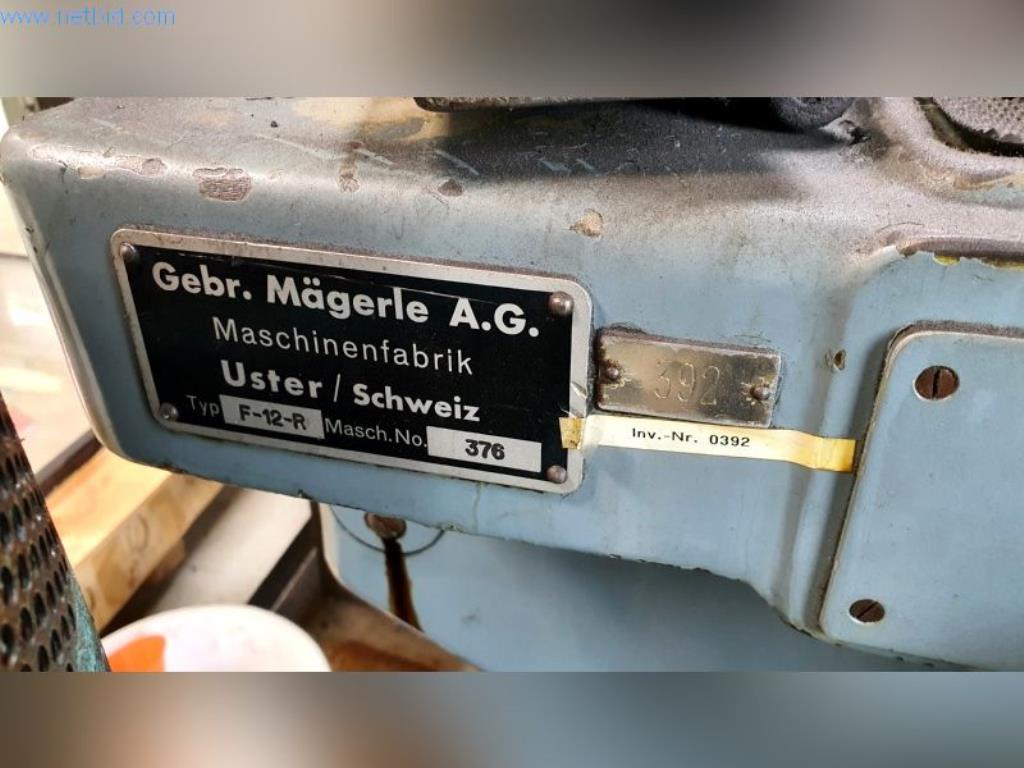 www.netbid.com
Gebr. Mägerle A.G.
Maschinenfabrik
Uster / Schweiz
Typ F-12-R Masch.No. 376
392
Inv.-Nr. 0392